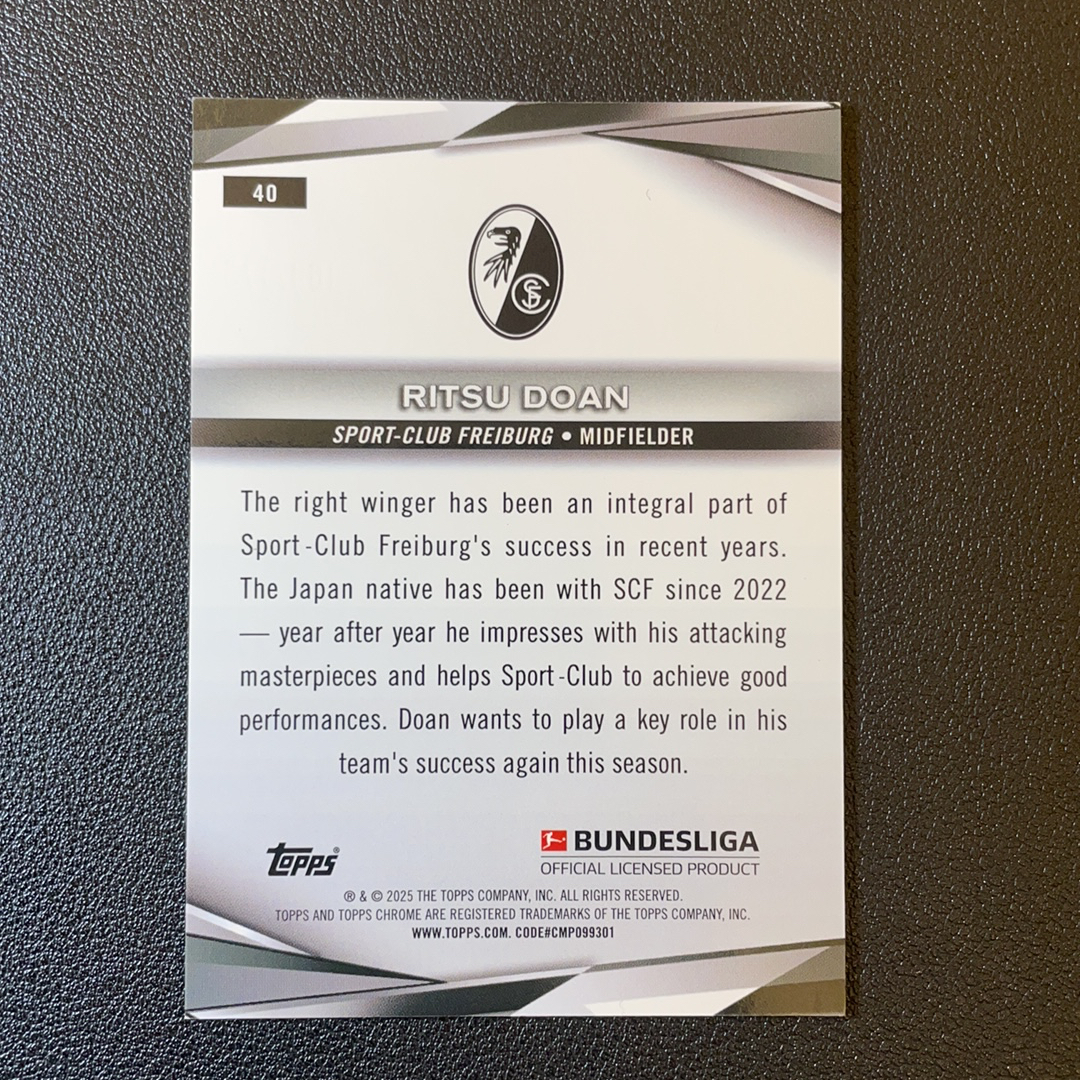 40
RITSU DOAN
SPORT-CLUB FREIBURG • MIDFIELDER
The right winger has been an integral part of
Sport-Club Freiburg's success in recent years.
The Japan native has been with SCF since 2022
— year after year he impresses with his attacking
masterpieces and helps Sport-Club to achieve good
performances. Doan wants to play a key role in his
team's success again this season.
Topps®
BUNDESLIGA
OFFICIAL LICENSED PRODUCT
® & © 2025 THE TOPPS COMPANY, INC. ALL RIGHTS RESERVED.
TOPPS AND TOPPS CHROME ARE REGISTERED TRADEMARKS OF THE TOPPS COMPANY, INC.
WWW.TOPPS.COM. CODE#CMP099301